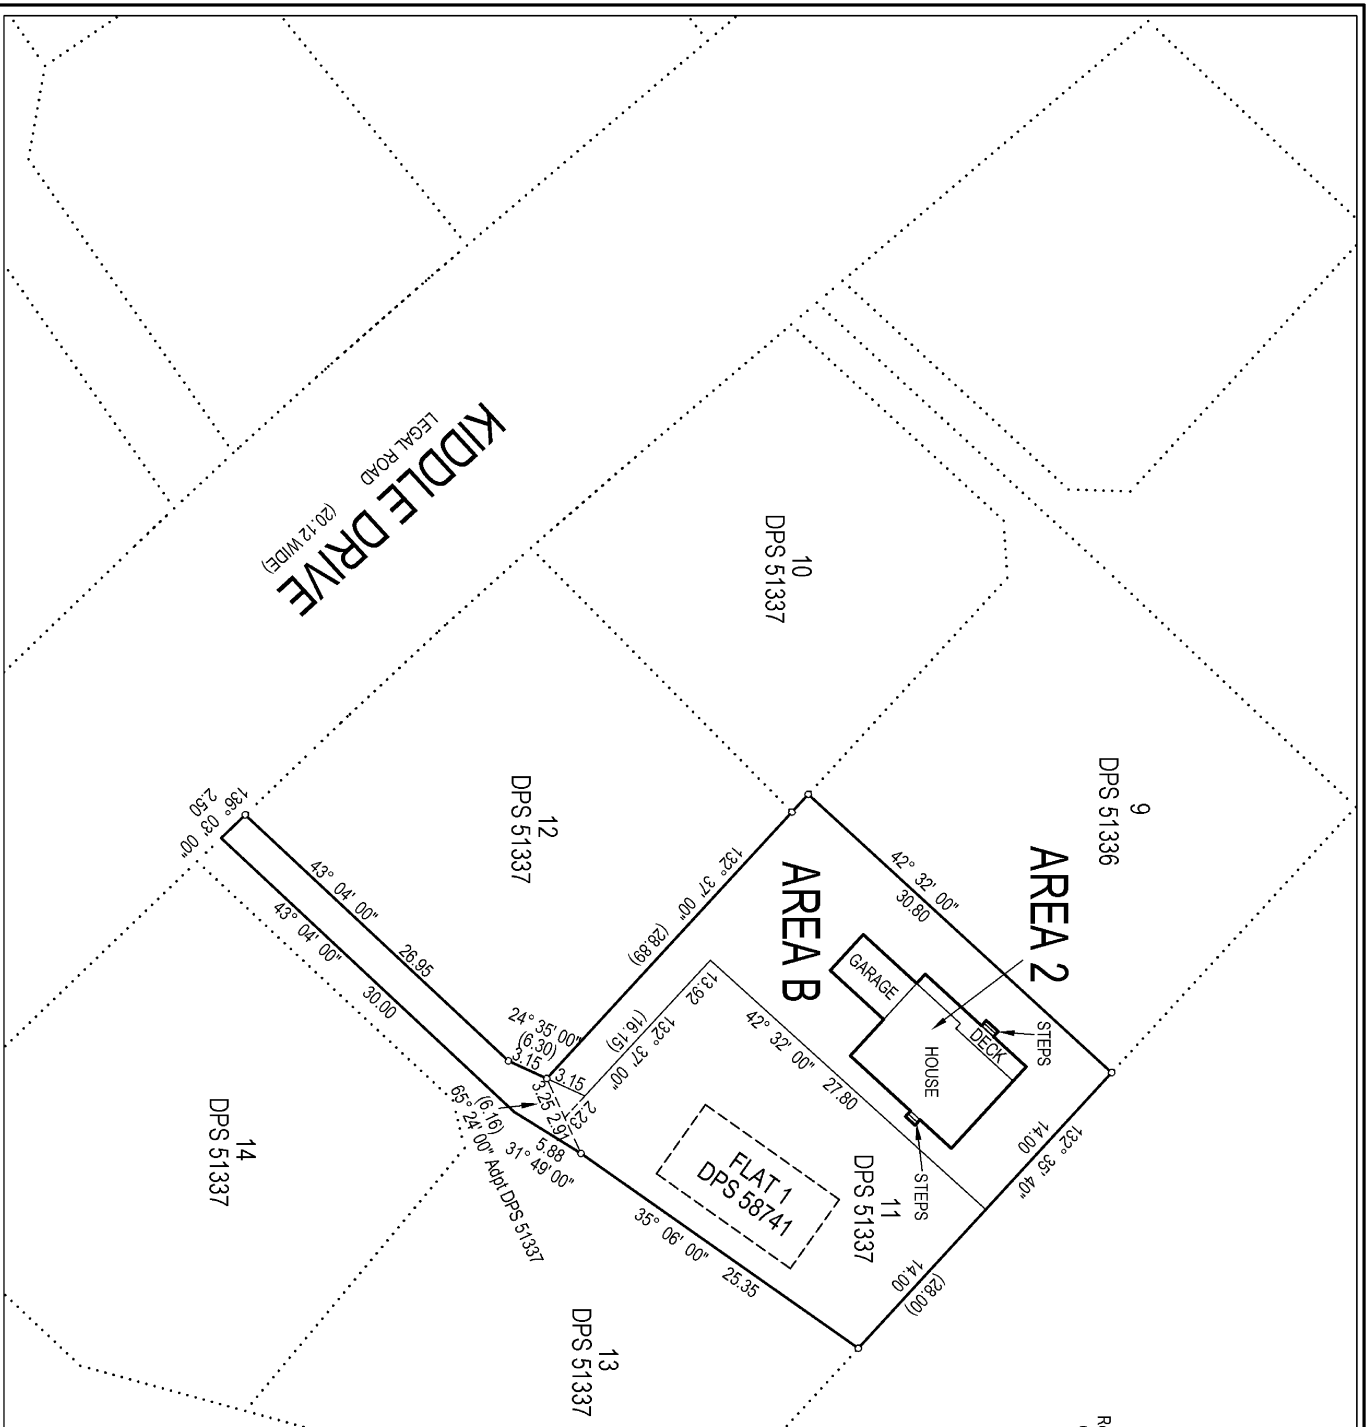 KIDDLE DRIVE
LEGAL ROAD
(20.12 WIDE)
10
DPS 51337
9
DPS 51336
12
DPS 51337
AREA 2
AREA B
42° 32' 00"
30.80
132° 37' 00"
(28.89)
GARAGE
HOUSE
DECK
STEPS
STEPS
132° 35' 40"
14.00
14.00
(28.00)
13.92
(16.15)
132° 37' 00"
2.23
42° 32' 00"
27.80
11
DPS 51337
FLAT 1
DPS 58741
136° 03' 00"
2.50
43° 04' 00"
26.95
43° 04' 00"
30.00
24° 35' 00"
(6.30)
3.15
3.15
3.25
2.91
(6.16)
65° 24' 00" Adpt DPS 51337
5.88
31° 49' 00"
35° 06' 00"
25.35
14
DPS 51337
13
DPS 51337